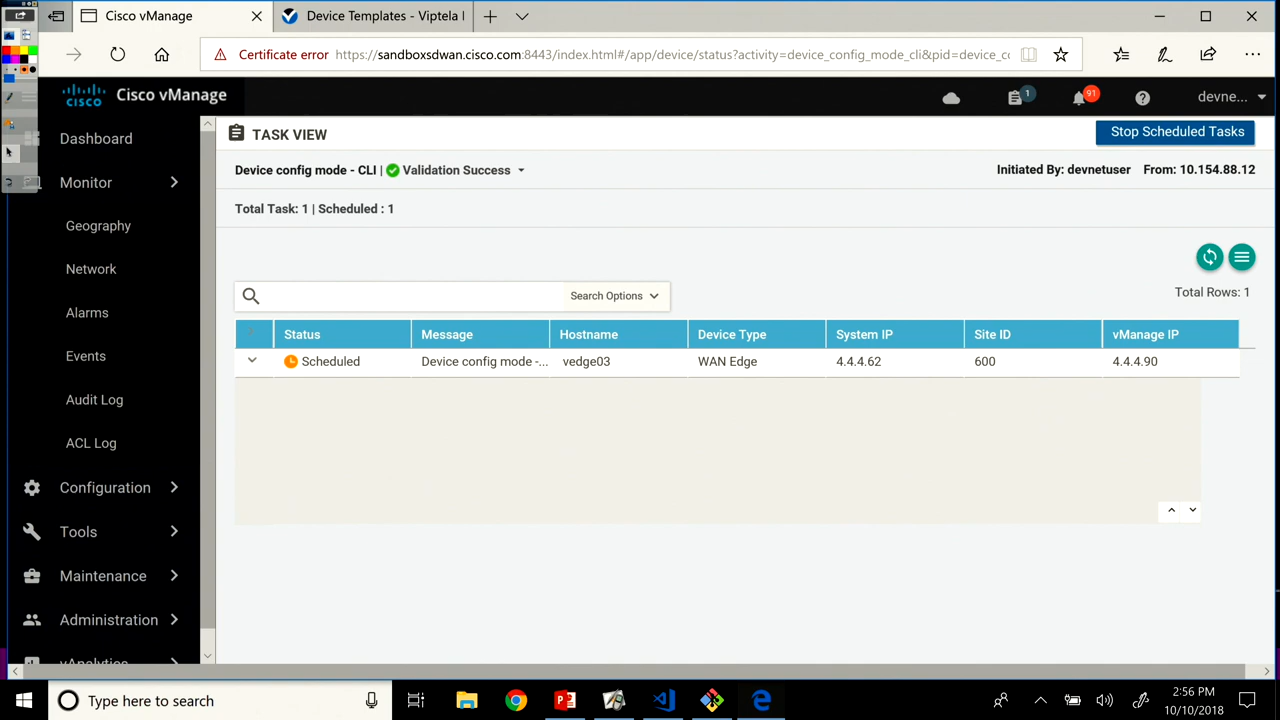 Cisco vManage
Device Templates - Viptela
Certificate error https://sandboxsdwan.cisco.com:8443/index.html#/app/device/status?activity=device_config_mode_cli&pid=device_cc
cisco
Cisco vManage
1
91
devne...
Dashboard
Monitor
Geography
Network
Alarms
Events
Audit Log
ACL Log
Configuration
Tools
Maintenance
Administration
vAnalytics
TASK VIEW
Stop Scheduled Tasks
Device config mode - CLI | Validation Success
Initiated By: devnetuser From: 10.154.88.12
Total Task: 1 | Scheduled : 1
Search Options
Total Rows: 1
Status Message Hostname Device Type System IP Site ID vManage IP
Scheduled Device config mode -... vedge03 WAN Edge 4.4.4.62 600 4.4.4.90
Type here to search
2:56 PM
10/10/2018